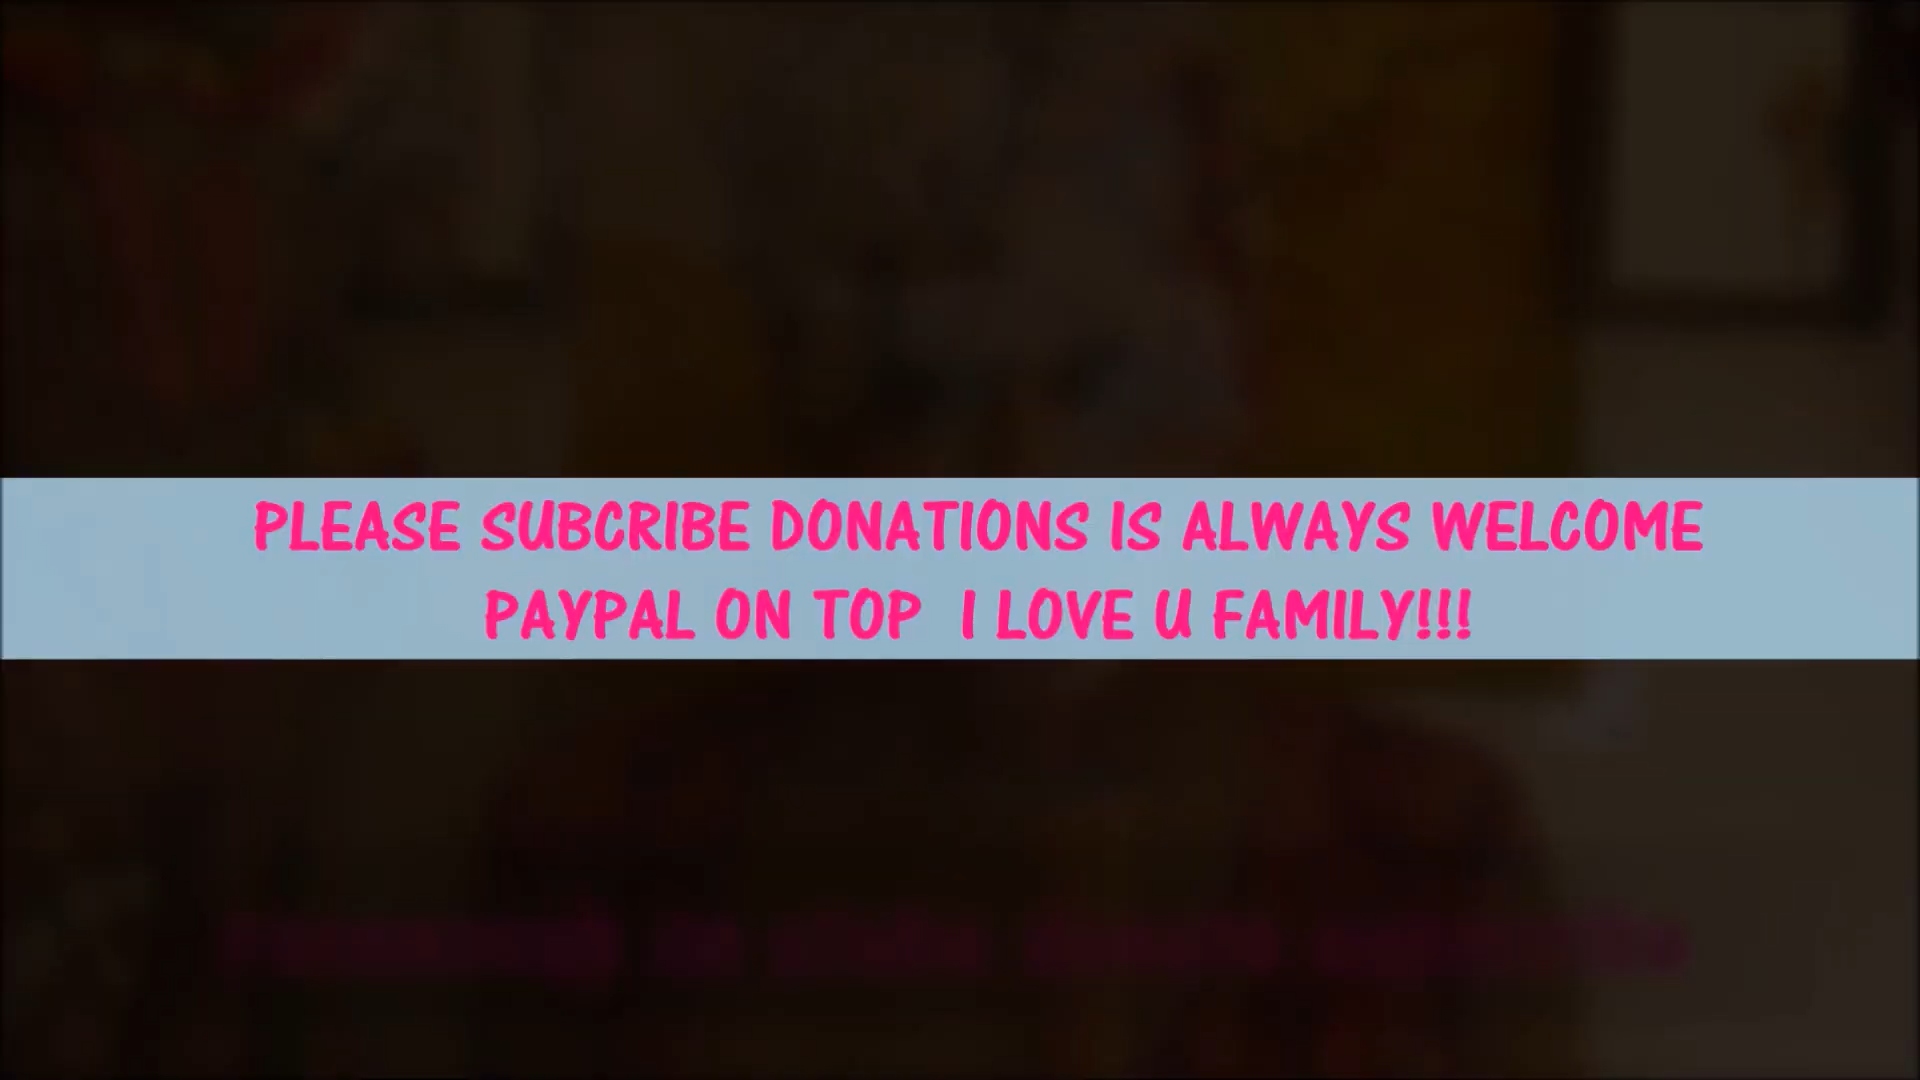 PLEASE SUBCRIBE DONATIONS IS ALWAYS WELCOME
PAYPAL ON TOP  I LOVE U FAMILY!!!